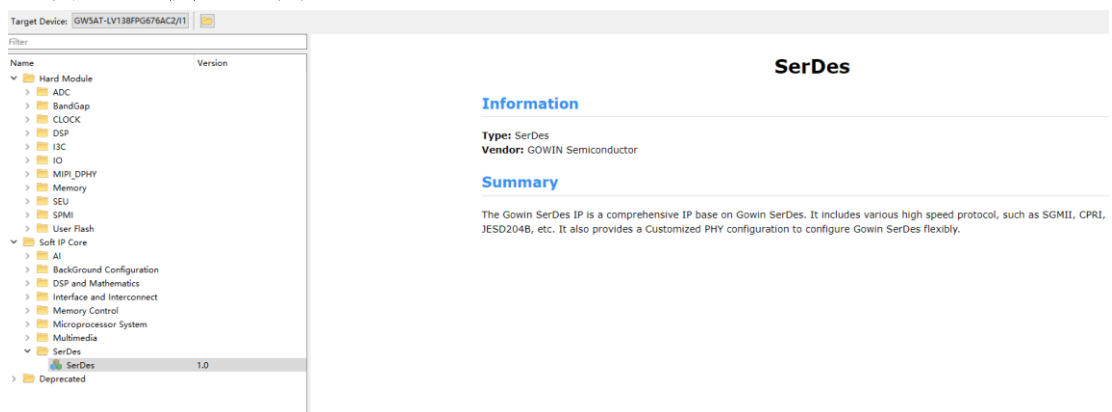 Target Device: GW5AT-LV138FPG676AC2/I1
Filter
Name Version
Hard Module
ADC
BandGap
CLOCK
DSP
I3C
IO
MIPI_DPHY
Memory
SEU
SPMI
User Flash
Soft IP Core
AI
BackGround Configuration
DSP and Mathematics
Interface and Interconnect
Memory Control
Microprocessor System
Multimedia
SerDes
SerDes 1.0
Deprecated
SerDes
Information
Type: SerDes
Vendor: GOWIN Semiconductor
Summary
The Gowin SerDes IP is a comprehensive IP base on Gowin SerDes. It includes various high speed protocol, such as SGMII, CPRI,
JESD204B, etc. It also provides a Customized PHY configuration to configure Gowin SerDes flexibly.